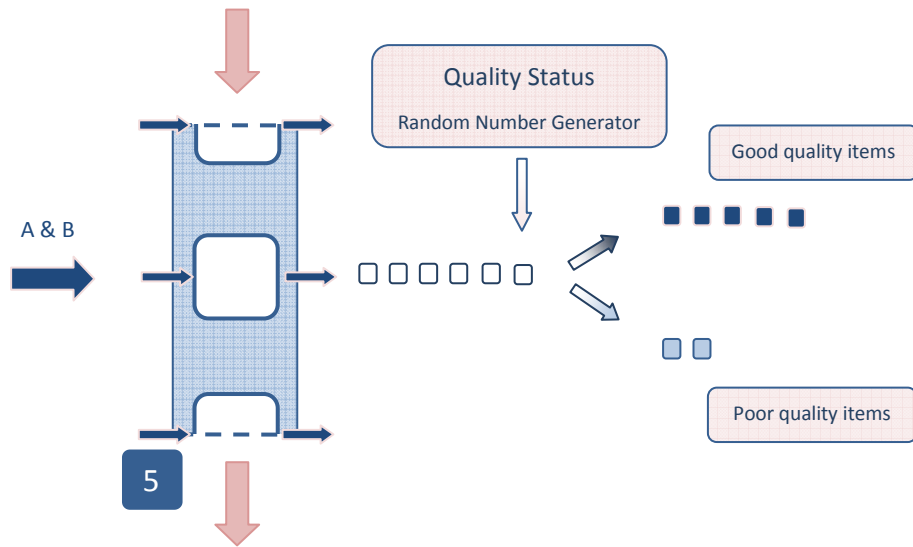 Quality Status
Random Number Generator
Good quality items
A & B
Poor quality items
5